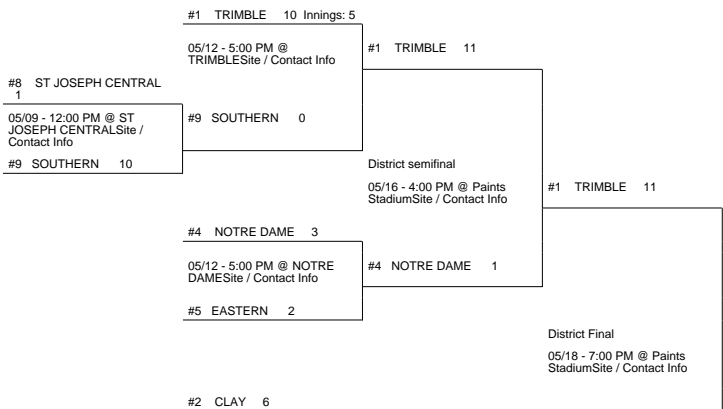 #1 TRIMBLE 10 Innings: 5
05/12 - 5:00 PM @
TRIMBLESite / Contact Info
#1 TRIMBLE 11
#8 ST JOSEPH CENTRAL
1
05/09 - 12:00 PM @ ST
JOSEPH CENTRALSite /
Contact Info
#9 SOUTHERN 0
#9 SOUTHERN 10
District semifinal
05/16 - 4:00 PM @ Paints
StadiumSite / Contact Info
#1 TRIMBLE 11
#4 NOTRE DAME 3
05/12 - 5:00 PM @ NOTRE
DAMESite / Contact Info
#4 NOTRE DAME 1
#5 EASTERN 2
District Final
05/18 - 7:00 PM @ Paints
StadiumSite / Contact Info
#2 CLAY 6